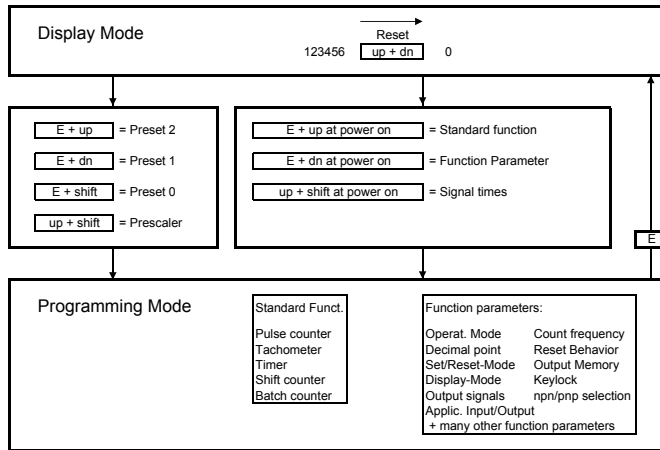 Display Mode
Reset
123456 up + dn 0
E + up = Preset 2
E + dn = Preset 1
E + shift = Preset 0
up + shift = Prescaler
E + up at power on = Standard function
E + dn at power on = Function Parameter
up + shift at power on = Signal times
E
Programming Mode
Standard Funct.
Pulse counter
Tachometer
Timer
Shift counter
Batch counter
Function parameters:
Operat. Mode Count frequency
Decimal point Reset Behavior
Set/Reset-Mode Output Memory
Display-Mode Keylock
Output signals npn/pnp selection
Applic. Input/Output
+ many other function parameters